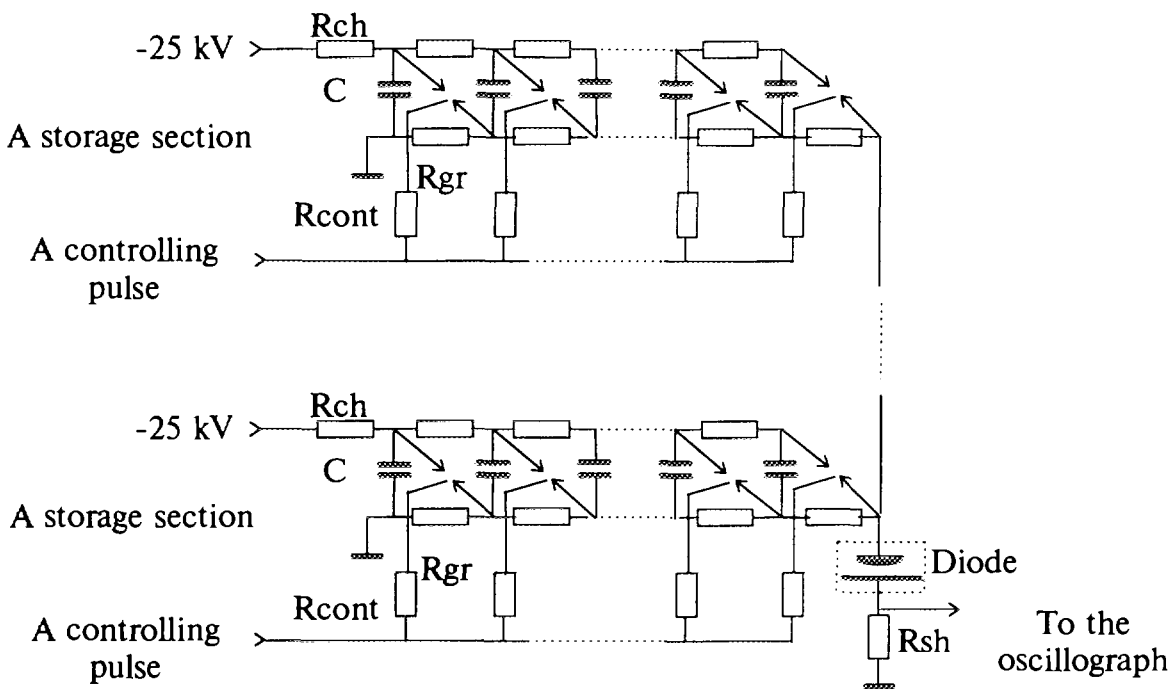 Rch
-25 kV
C
A storage section
Rgr
Rcont
A controlling
pulse
Rch
-25 kV
C
A storage section
Diode
Rgr
Rcont
A controlling
pulse
Rsh
To the
oscillograph